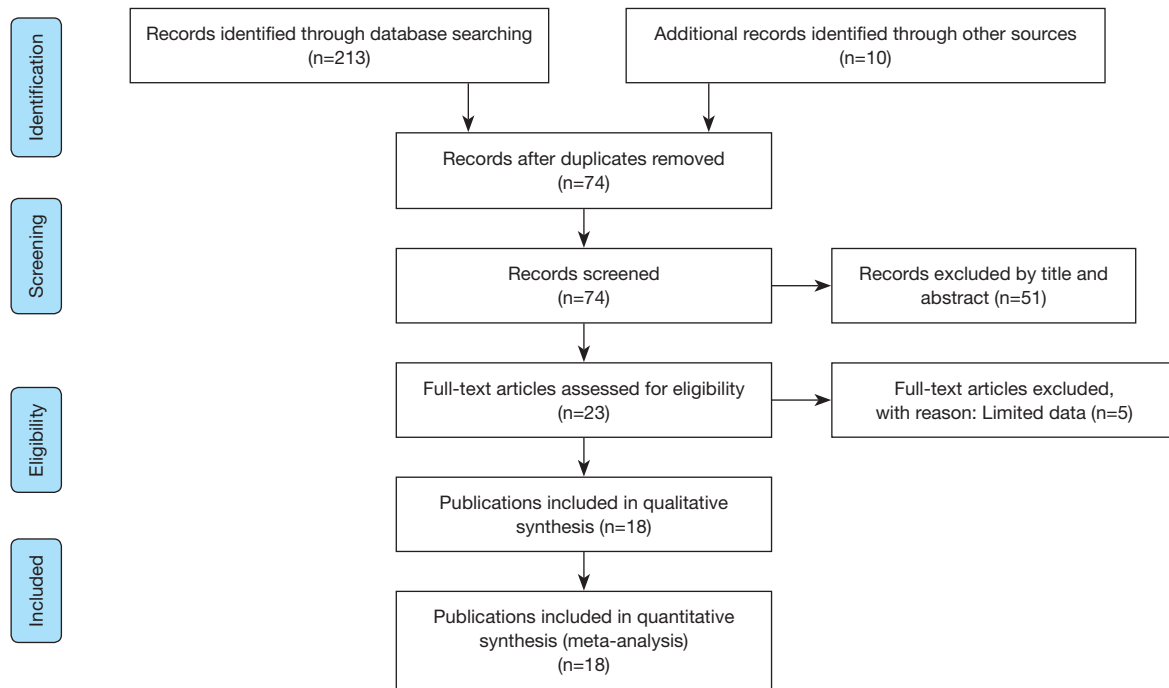 Identification
Records identified through database searching
(n=213)
Additional records identified through other sources
(n=10)
Records after duplicates removed
(n=74)
Screening
Records screened
(n=74)
Records excluded by title and
abstract (n=51)
Eligibility
Full-text articles assessed for eligibility
(n=23)
Full-text articles excluded,
with reason: Limited data (n=5)
Publications included in qualitative
synthesis (n=18)
Included
Publications included in quantitative
synthesis (meta-analysis)
(n=18)